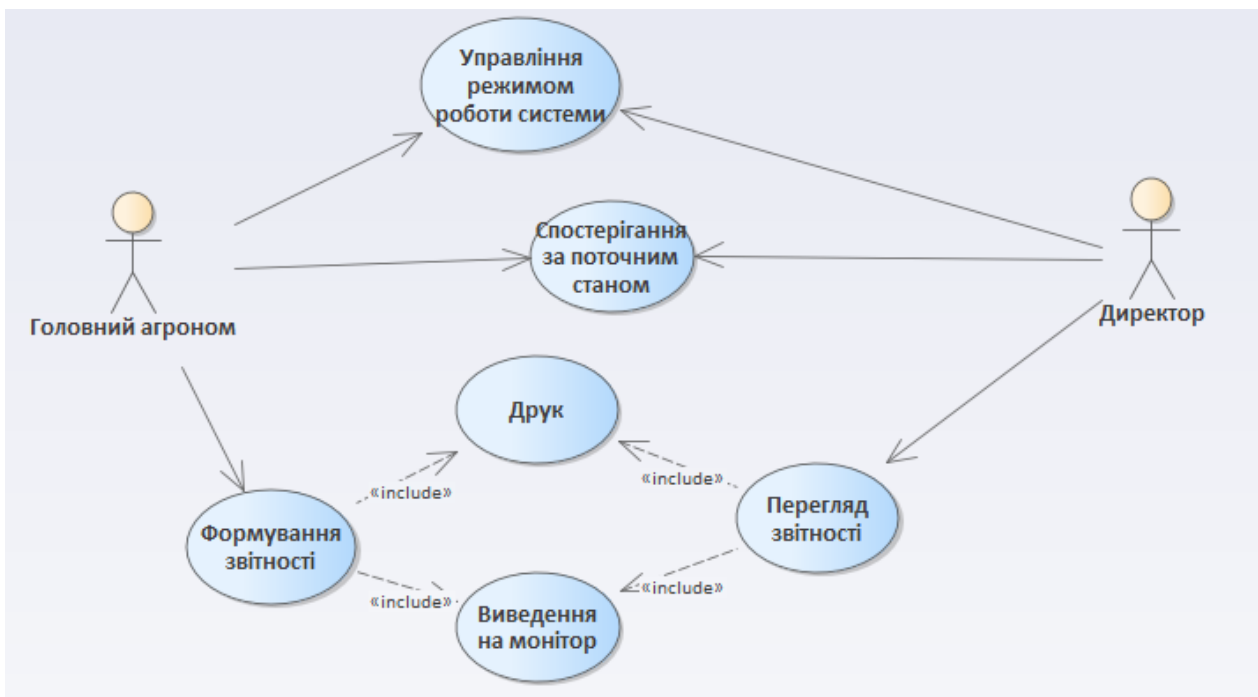 Управління
режимом
роботи системи
Спостерігання
за поточним
станом
Головний агроном
Директор
Друк
«include»
«include»
Формування
звітності
Перегляд
звітності
«include»
«include»
Виведення
на монітор